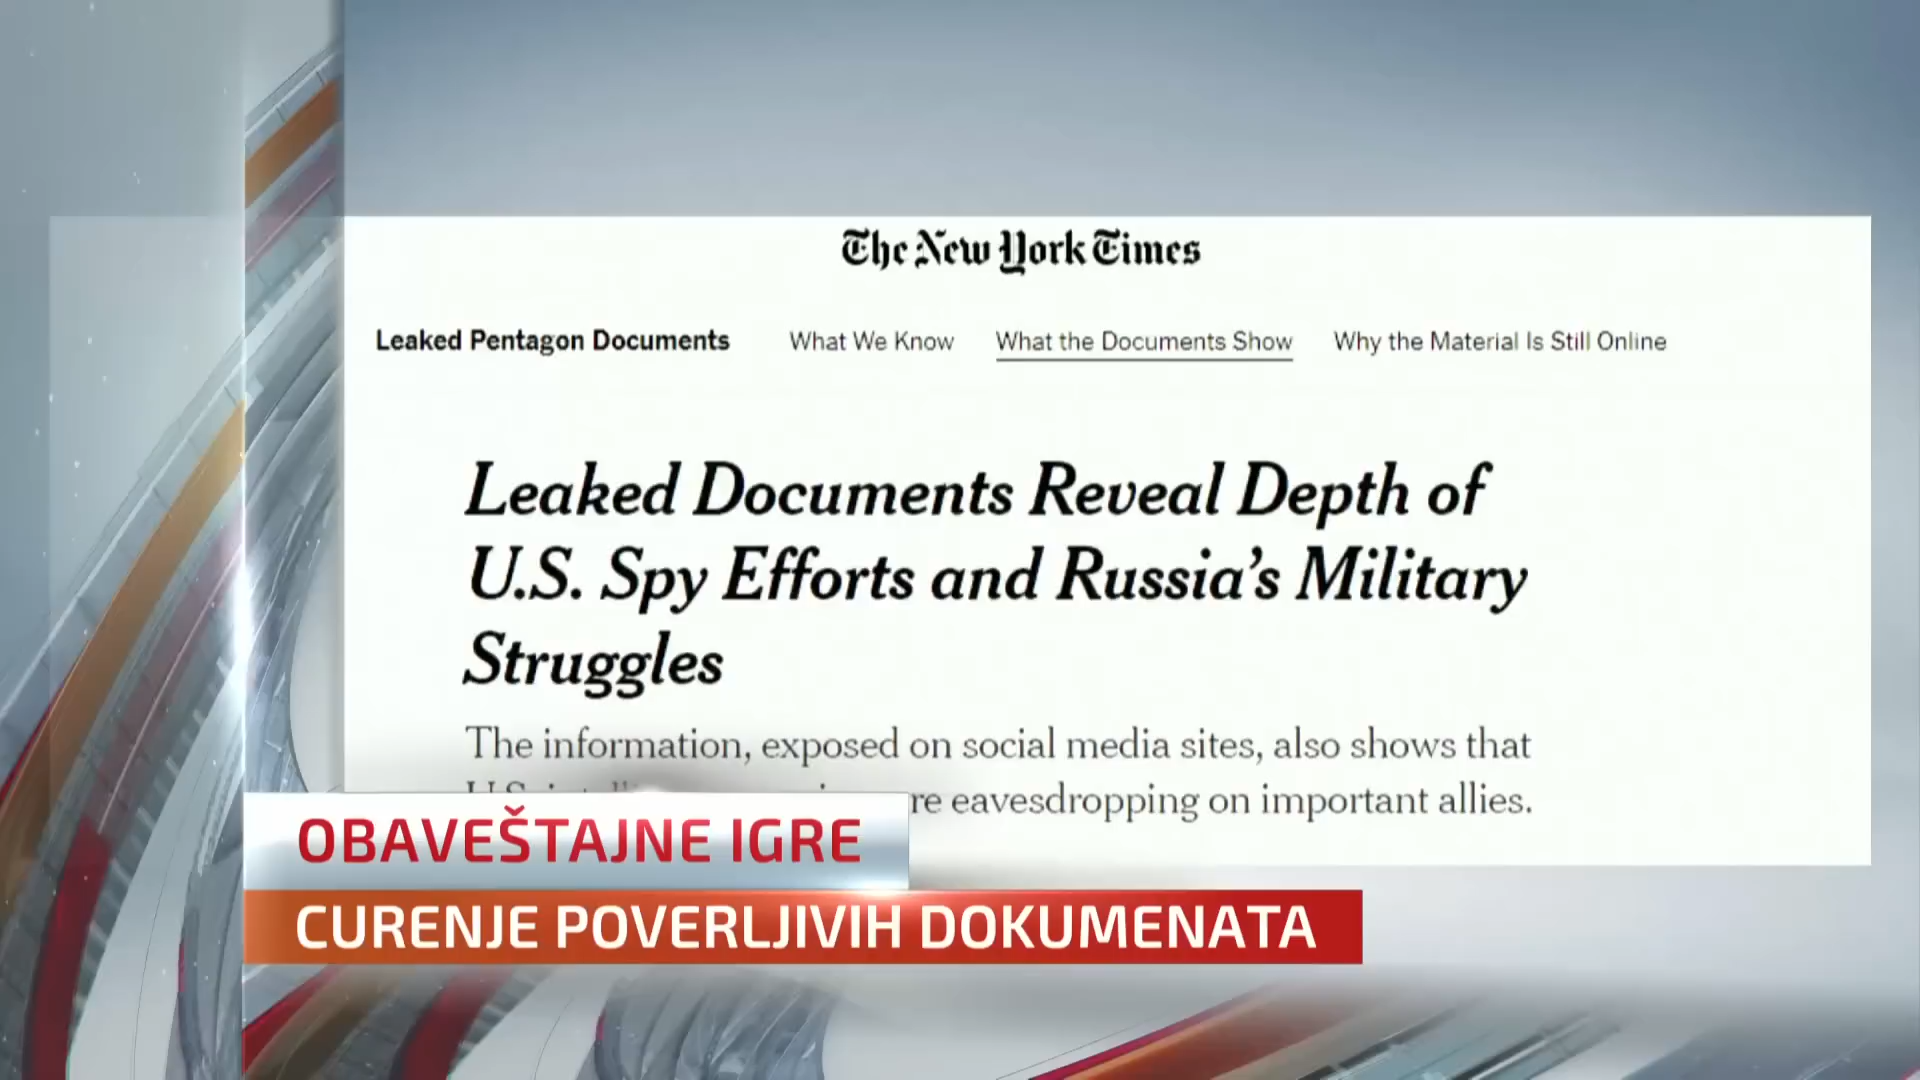 The New York Times
Leaked Pentagon Documents What We Know What the Documents Show Why the Material Is Still Online
Leaked Documents Reveal Depth of
U.S. Spy Efforts and Russia's Military
Struggles
The information, exposed on social media sites, also shows that
eavesdropping on important allies.
OBAVEŠTAJNE IGRE
CURENJE POVERLJIVIH DOKUMENATA